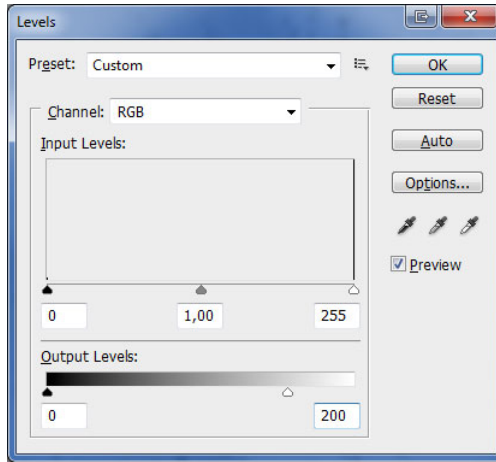 Levels
Preset: Custom
OK
Channel: RGB
Reset
Input Levels:
Auto
Options...
Preview
0 1,00 255
Output Levels:
0 200